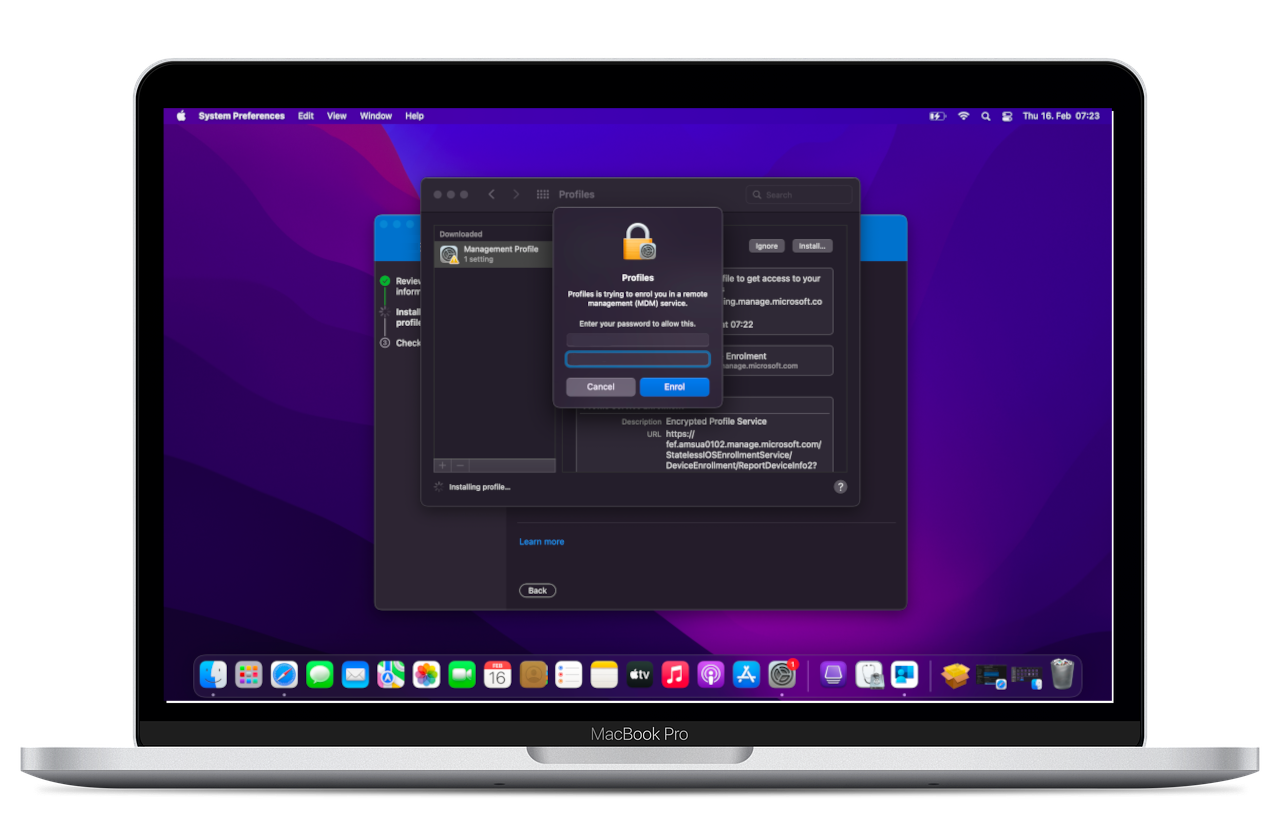 System Preferences Edit View Window Help
Thu 16. Feb 07:23
Profiles
Search
Downloaded
Management Profile
1 setting
Ignore
Install...
file to get access to your
ing.manage.microsoft.co
at 07:22
Enrolment
anage.microsoft.com
Description Encrypted Profile Service
URL https://
fef.amsua0102.manage.microsoft.com/
StatelessIOSEnrollmentService/
DeviceEnrollment/ReportDeviceInfo2?
Installing profile...
?
Profiles
Profiles is trying to enrol you in a remote
management (MDM) service.
Enter your password to allow this.
Cancel
Enrol
Review
inform
Install
profile
3 Check
Learn more
Back
FEB
16
tv
1
MacBook Pro